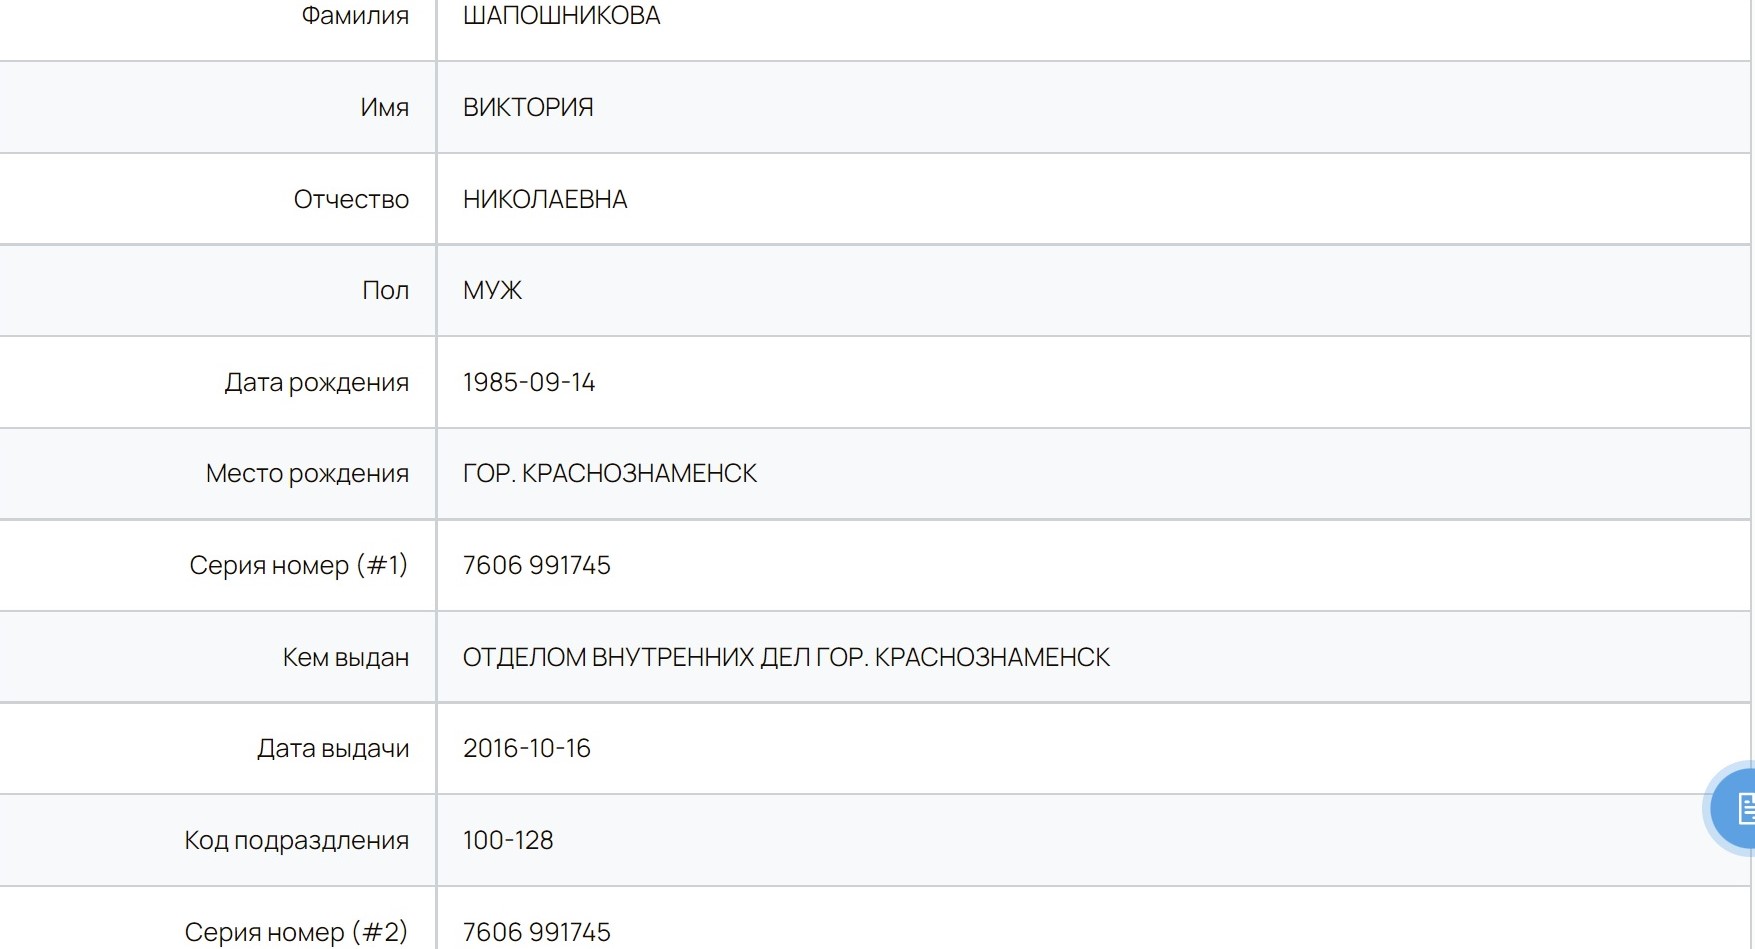 Фамилия ШАПОШНИКОВА
Имя ВИКТОРИЯ
Отчество НИКОЛАЕВНА
Пол МУЖ
Дата рождения 1985-09-14
Место рождения ГОР. КРАСНОЗНАМЕНСК
Серия номер (#1) 7606 991745
Кем выдан ОТДЕЛОМ ВНУТРЕННИХ ДЕЛ ГОР. КРАСНОЗНАМЕНСК
Дата выдачи 2016-10-16
Код подраздления 100-128
Серия номер (#2) 7606 991745